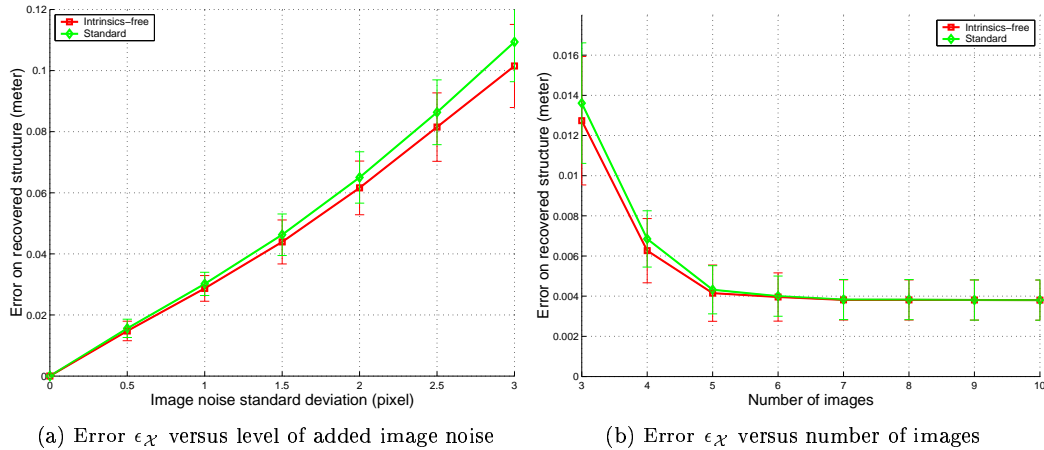 0.12
0.1
0.08
0.06
0.04
0.02
0
Error on recovered structure (meter)
Intrinsics-free
Standard
0 0.5 1 1.5 2 2.5 3
Image noise standard deviation (pixel)
(a) Error ϵ𝒳 versus level of added image noise
0.016
0.014
0.012
0.01
0.008
0.006
0.004
0.002
0
Error on recovered structure (meter)
Intrinsics-free
Standard
3 4 5 6 7 8 9 10
Number of images
(b) Error ϵ𝒳 versus number of images